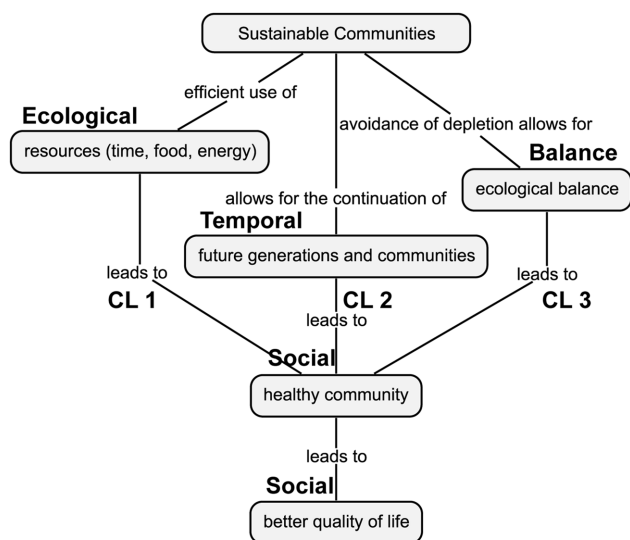 Sustainable Communities
efficient use of
Ecological
avoidance of depletion allows for
resources (time, food, energy)
Balance
ecological balance
allows for the continuation of
Temporal
future generations and communities
leads to
leads to
CL 1
CL 2
CL 3
leads to
Social
healthy community
leads to
Social
better quality of life